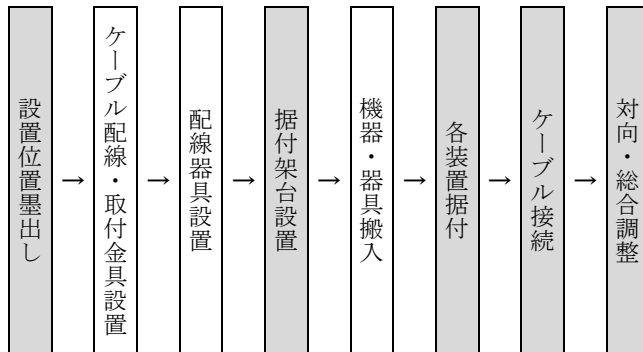 設置位置墨出し
→
ケーブル配線・取付金具設置
→
配線器具設置
→
据付架台設置
→
機器・器具搬入
→
各装置据付
→
ケーブル接続
→
対向・総合調整